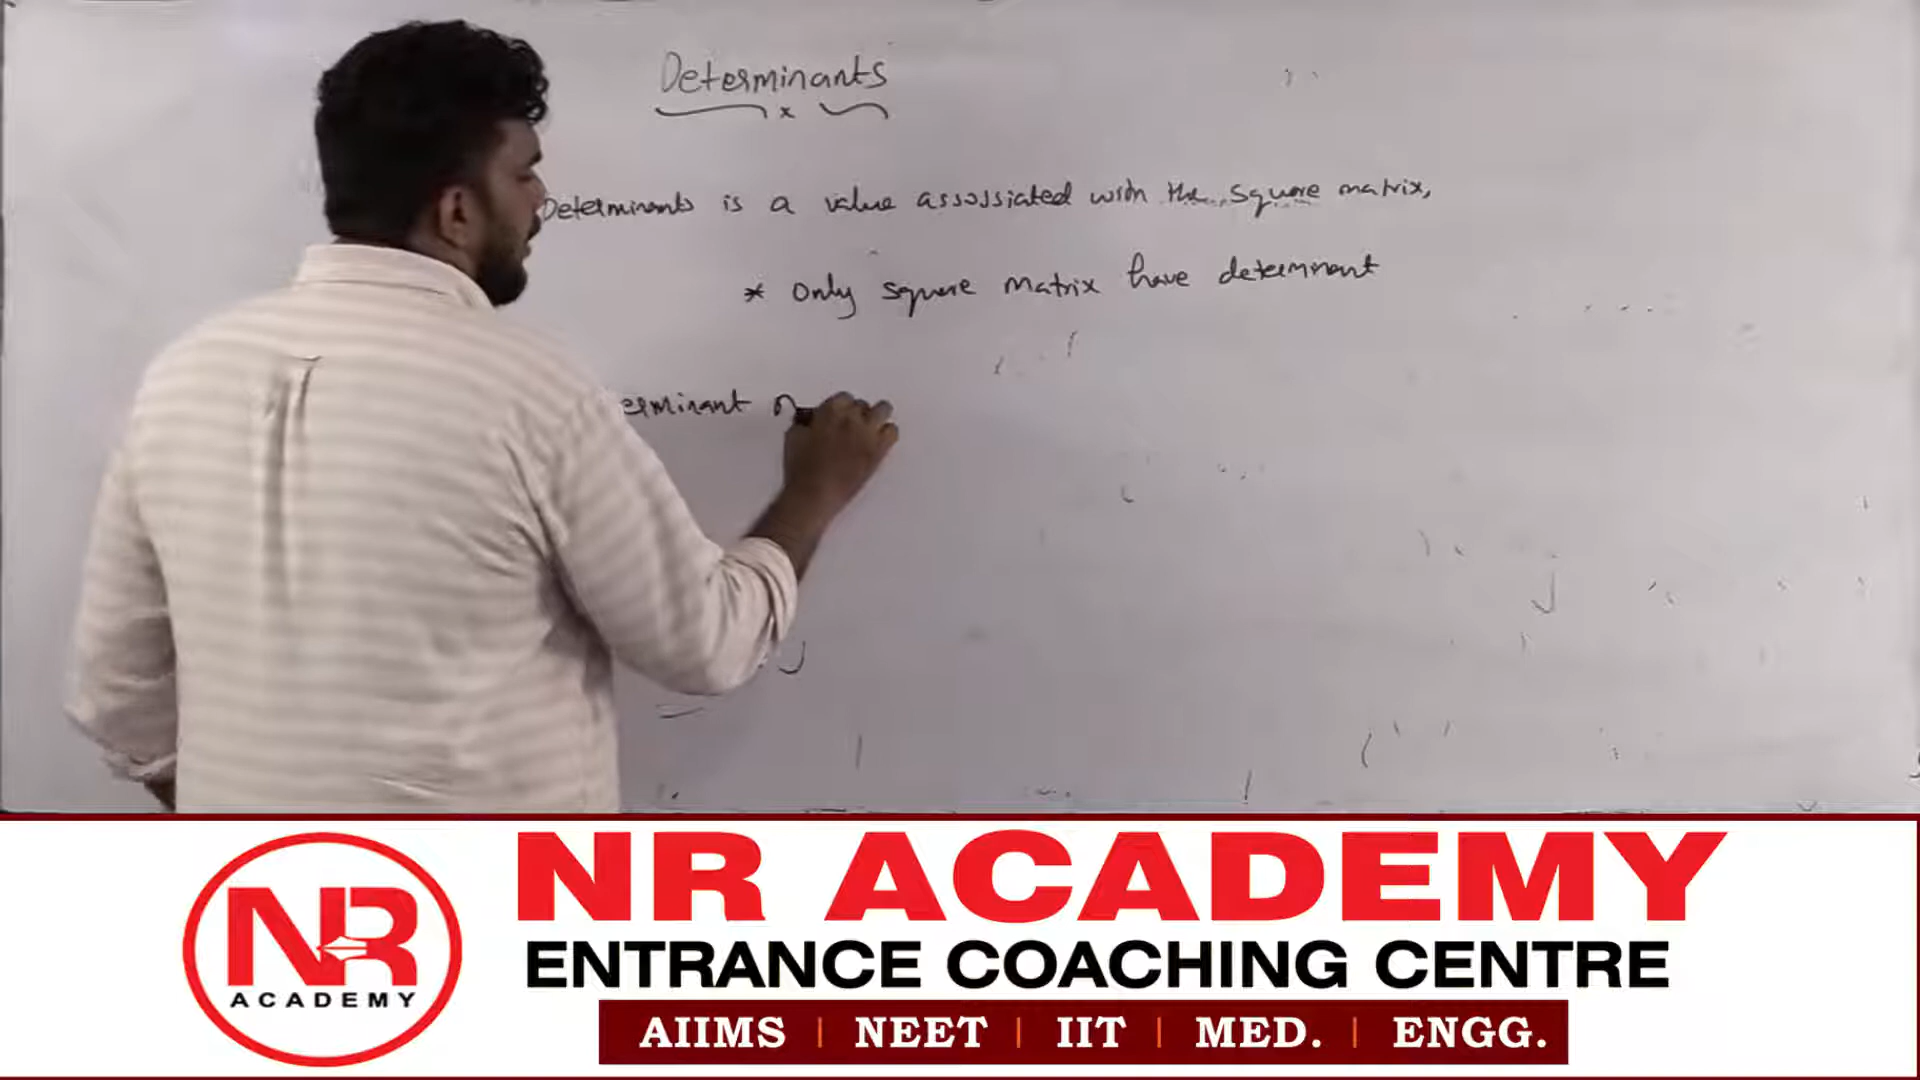 Determinants
Determinants is a value assossiated with the square matrix,
* Only square matrix have determinant
erminant
NR
ACADEMY
NR ACADEMY
ENTRANCE COACHING CENTRE
AIIMS | NEET | IIT | MED. | ENGG.